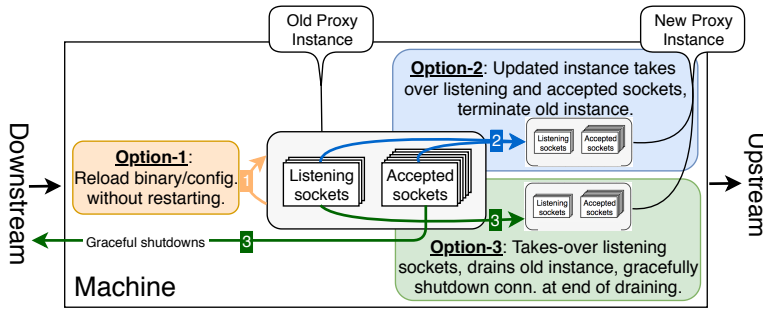 Old Proxy
Instance
New Proxy
Instance
Option-2: Updated instance takes
over listening and accepted sockets,
terminate old instance.
Downstream
Upstream
Option-1:
Reload binary/config.
without restarting.
1
2
3
3
Listening
sockets
Accepted
sockets
Listening
sockets
Accepted
sockets
Listening
sockets
Accepted
sockets
Graceful shutdowns
Option-3: Takes-over listening
sockets, drains old instance, gracefully
shutdown conn. at end of draining.
Machine